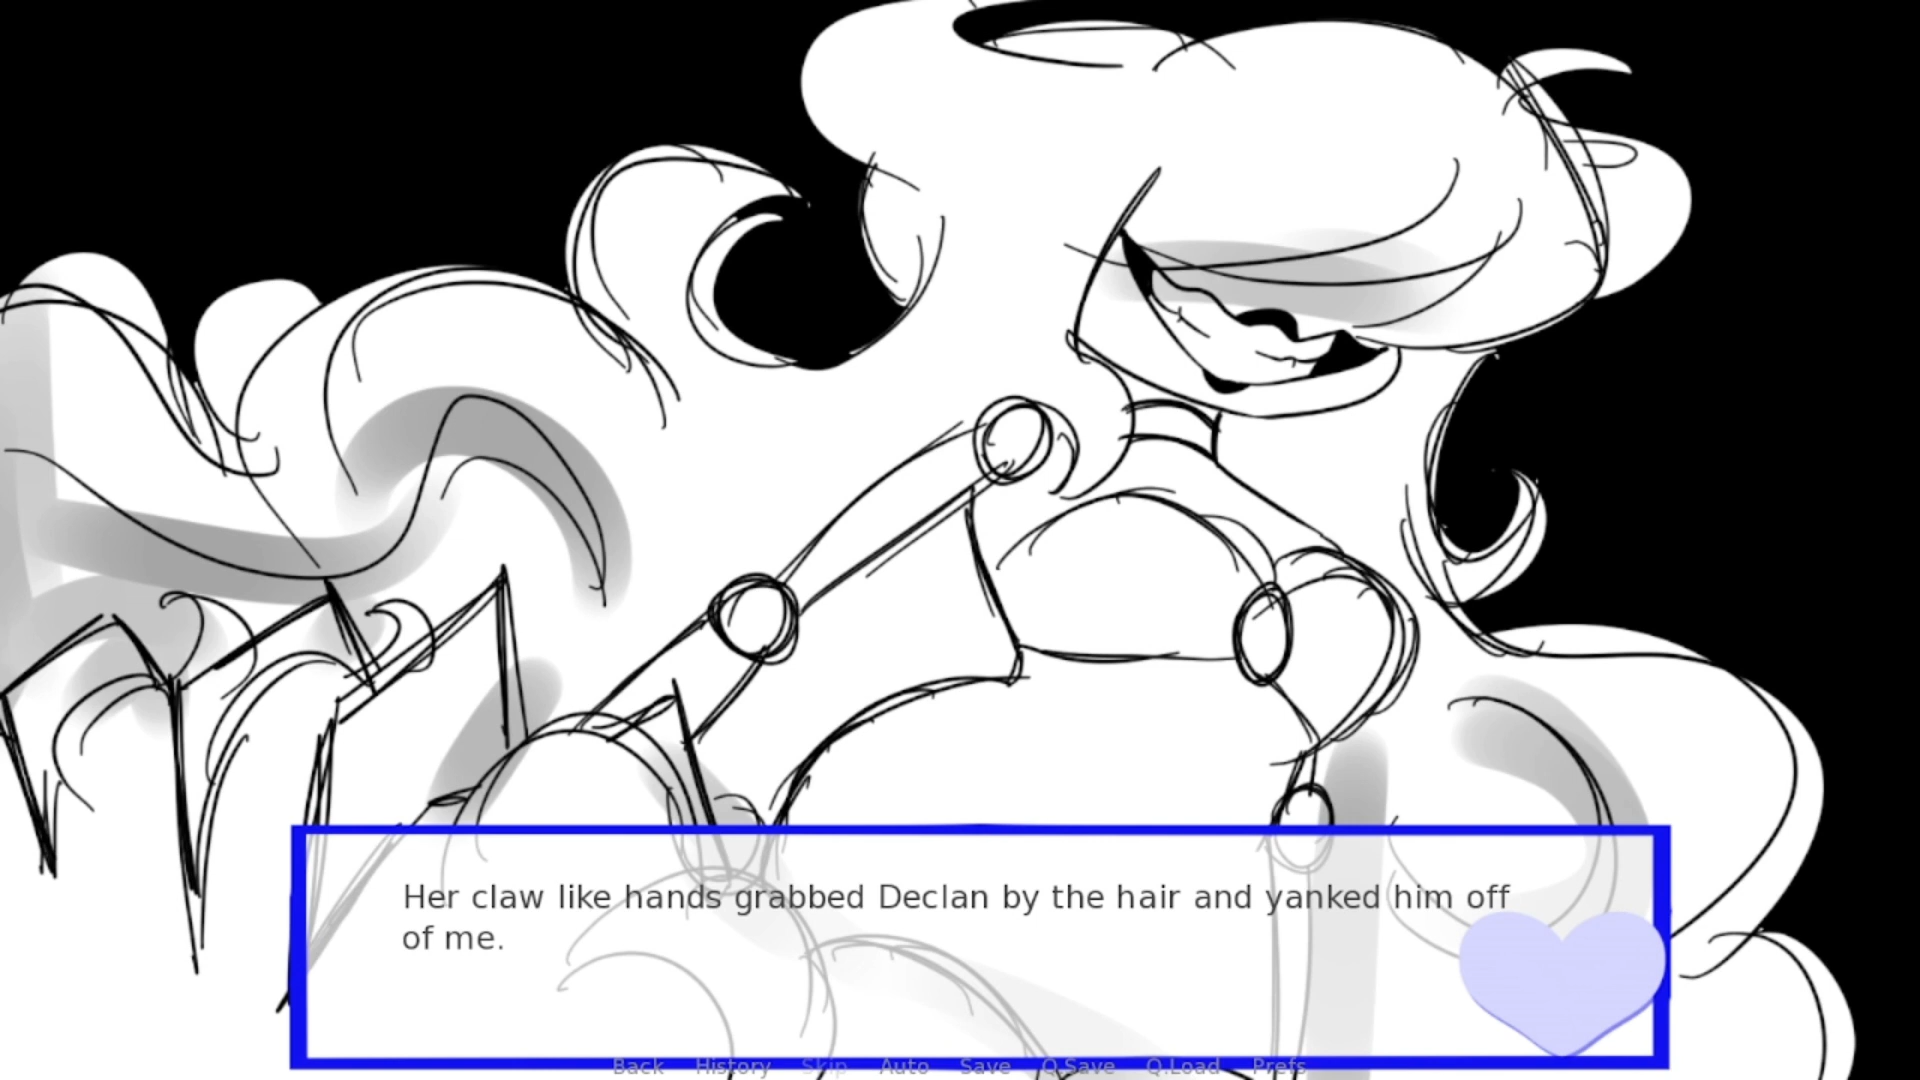 Her claw like hands grabbed Declan by the hair and yanked him off
of me.
Back History Skip Auto Save Q.Save Q.Load Prefs